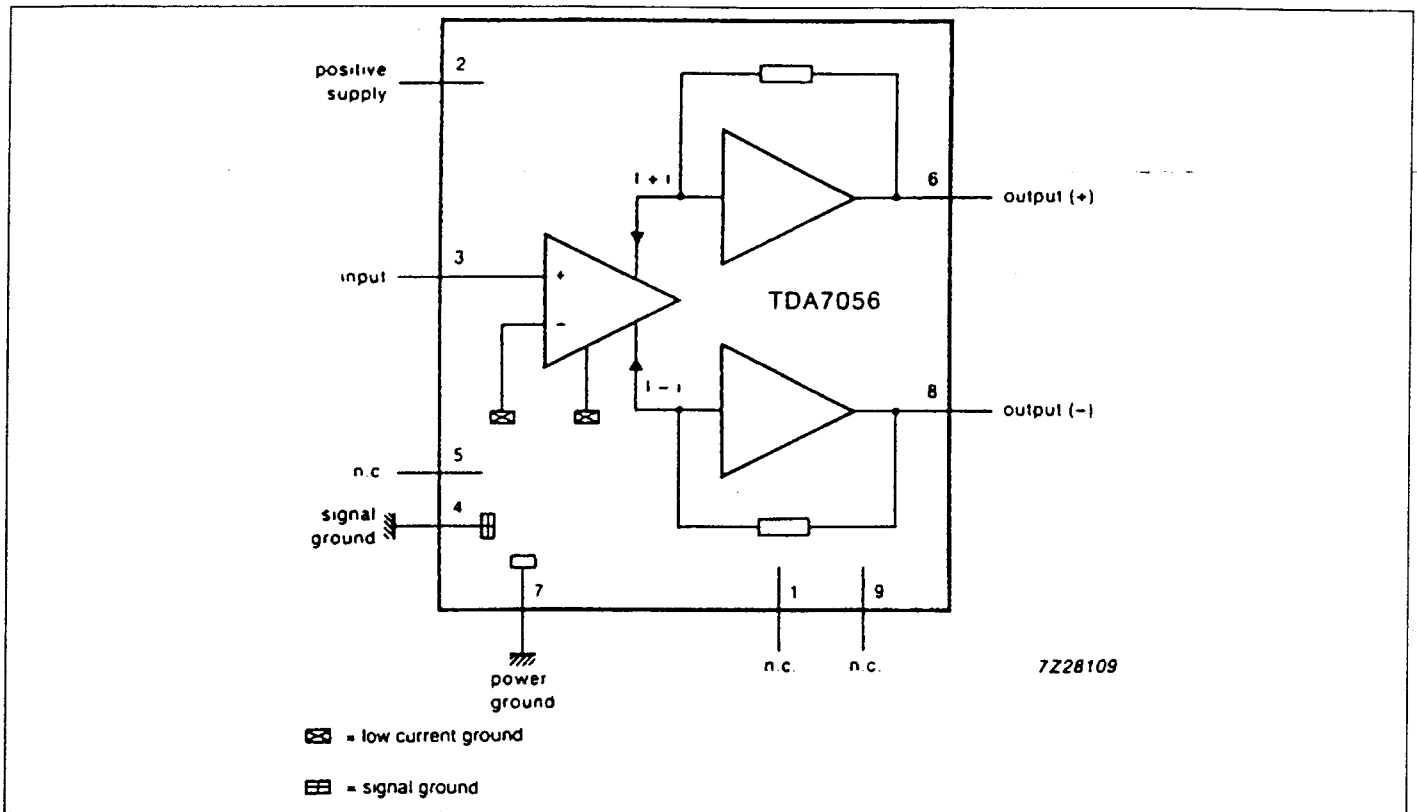 positive
supply
2
I + i
6
output (+)
3
input
+
−
TDA7056
I − i
8
output (−)
5
n.c
4
signal
ground
7
1
9
n.c.
n.c.
power
ground
7Z28109
= low current ground
= signal ground